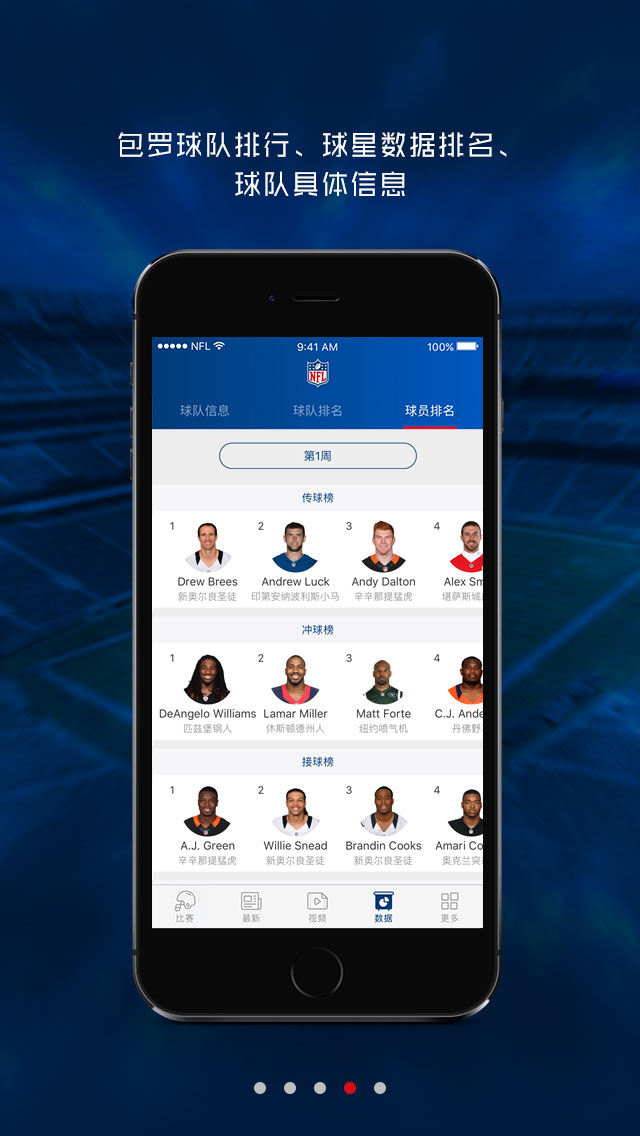 包罗球队排行、球星数据排名、
球队具体信息
NFL 9:41 AM 100%
NFL
球队信息 球队排名 球员排名
第1周
传球榜
1 2 3 4
Drew Brees Andrew Luck Andy Dalton Alex Sm
新奥尔良圣徒 印第安纳波利斯小马 辛辛那提猛虎 堪萨斯城
冲球榜
1 2 3 4
DeAngelo Williams Lamar Miller Matt Forte C.J. Ande
匹兹堡钢人 休斯顿德州人 纽约喷气机 丹佛野
接球榜
1 2 3 4
A.J. Green Willie Snead Brandin Cooks Amari Co
辛辛那提猛虎 新奥尔良圣徒 新奥尔良圣徒 奥克兰突
比赛 最新 视频 数据 更多